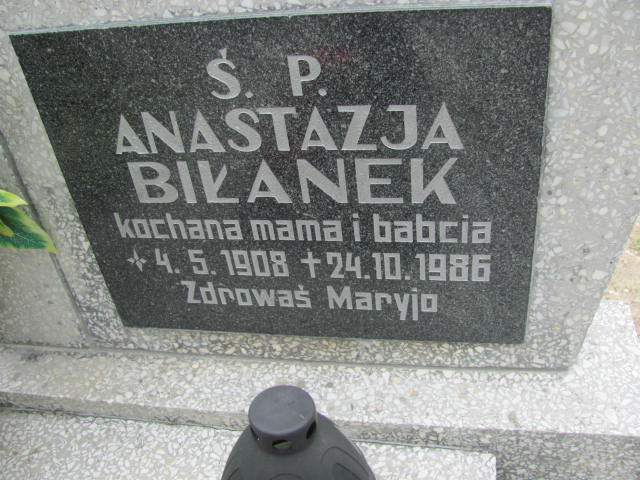 Ś. P.
ANASTAZJA
BIŁANEK
kochana mama i babcia
* 4. 5. 1908 + 24.10.1986
Zdrowaś Maryjo